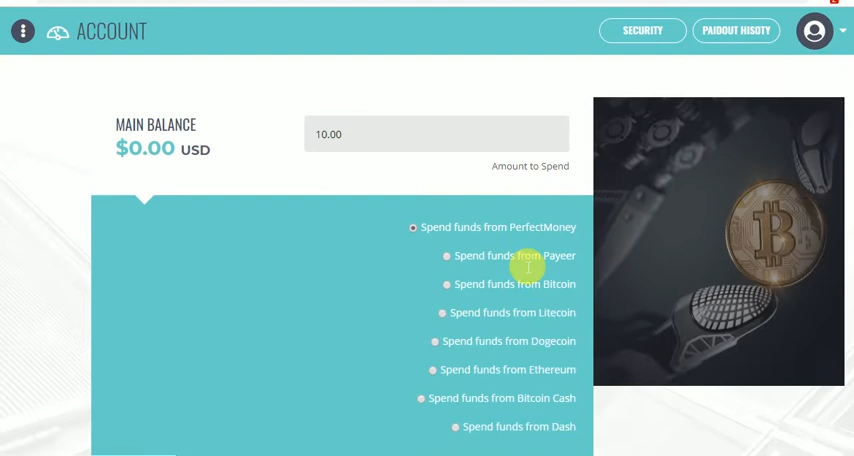 ACCOUNT
SECURITY
PAIDOUT HISOTY
MAIN BALANCE
$0.00 USD
10.00
Amount to Spend
Spend funds from PerfectMoney
Spend funds from Payeer
Spend funds from Bitcoin
Spend funds from Litecoin
Spend funds from Dogecoin
Spend funds from Ethereum
Spend funds from Bitcoin Cash
Spend funds from Dash